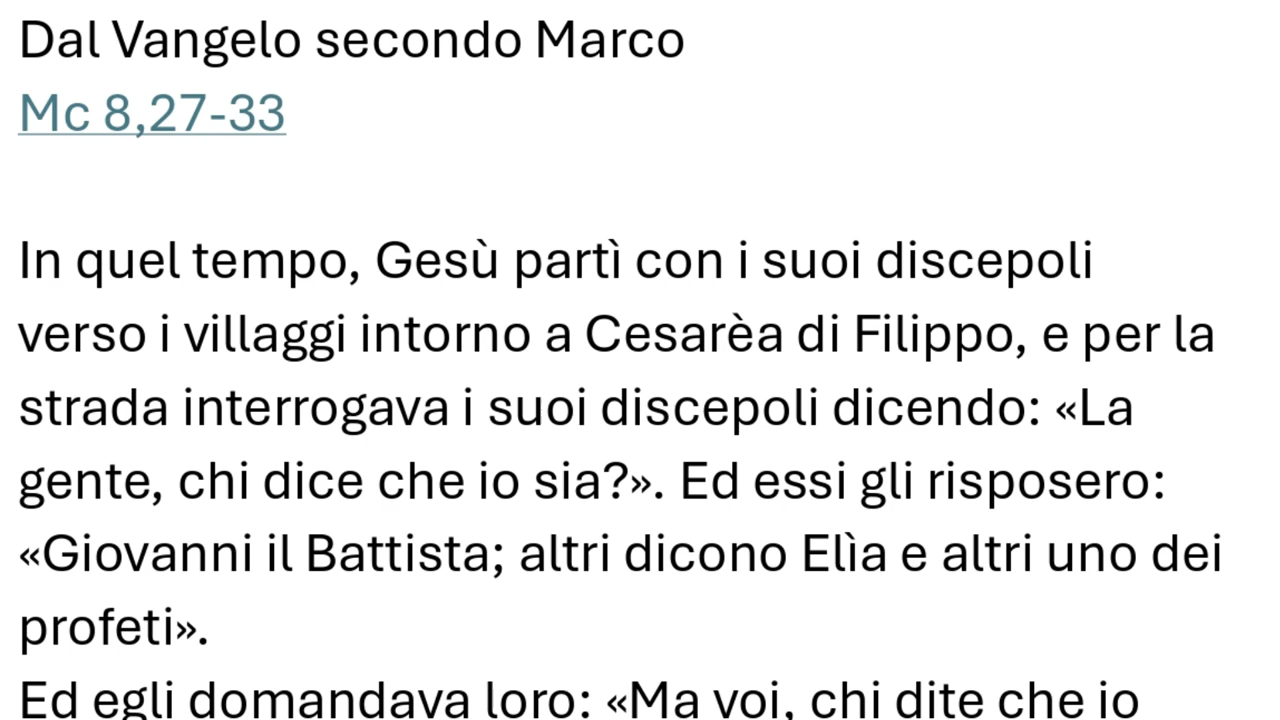 Dal Vangelo secondo Marco
Mc 8,27-33
In quel tempo, Gesù partì con i suoi discepoli
verso i villaggi intorno a Cesarèa di Filippo, e per la
strada interrogava i suoi discepoli dicendo: «La
gente, chi dice che io sia?». Ed essi gli risposero:
«Giovanni il Battista; altri dicono Elìa e altri uno dei
profeti».
Ed egli domandava loro: «Ma voi, chi dite che io